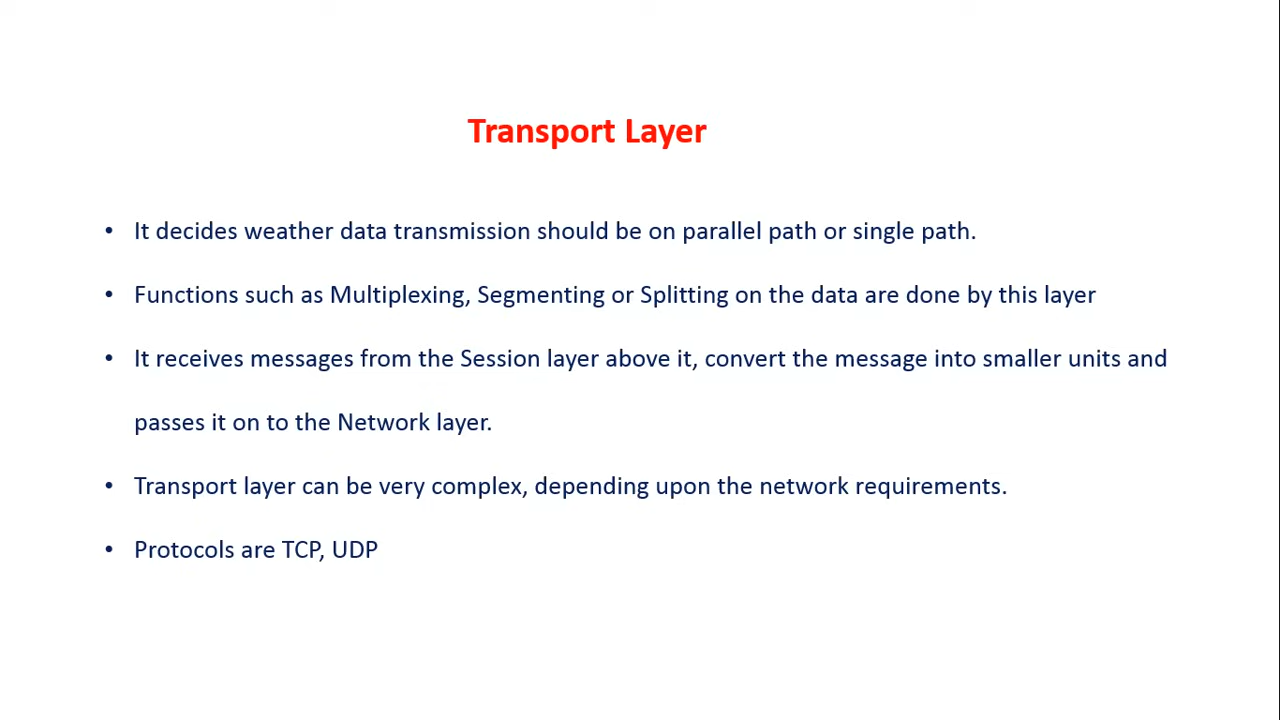 Transport Layer
• It decides weather data transmission should be on parallel path or single path.
• Functions such as Multiplexing, Segmenting or Splitting on the data are done by this layer
• It receives messages from the Session layer above it, convert the message into smaller units and
passes it on to the Network layer.
• Transport layer can be very complex, depending upon the network requirements.
• Protocols are TCP, UDP